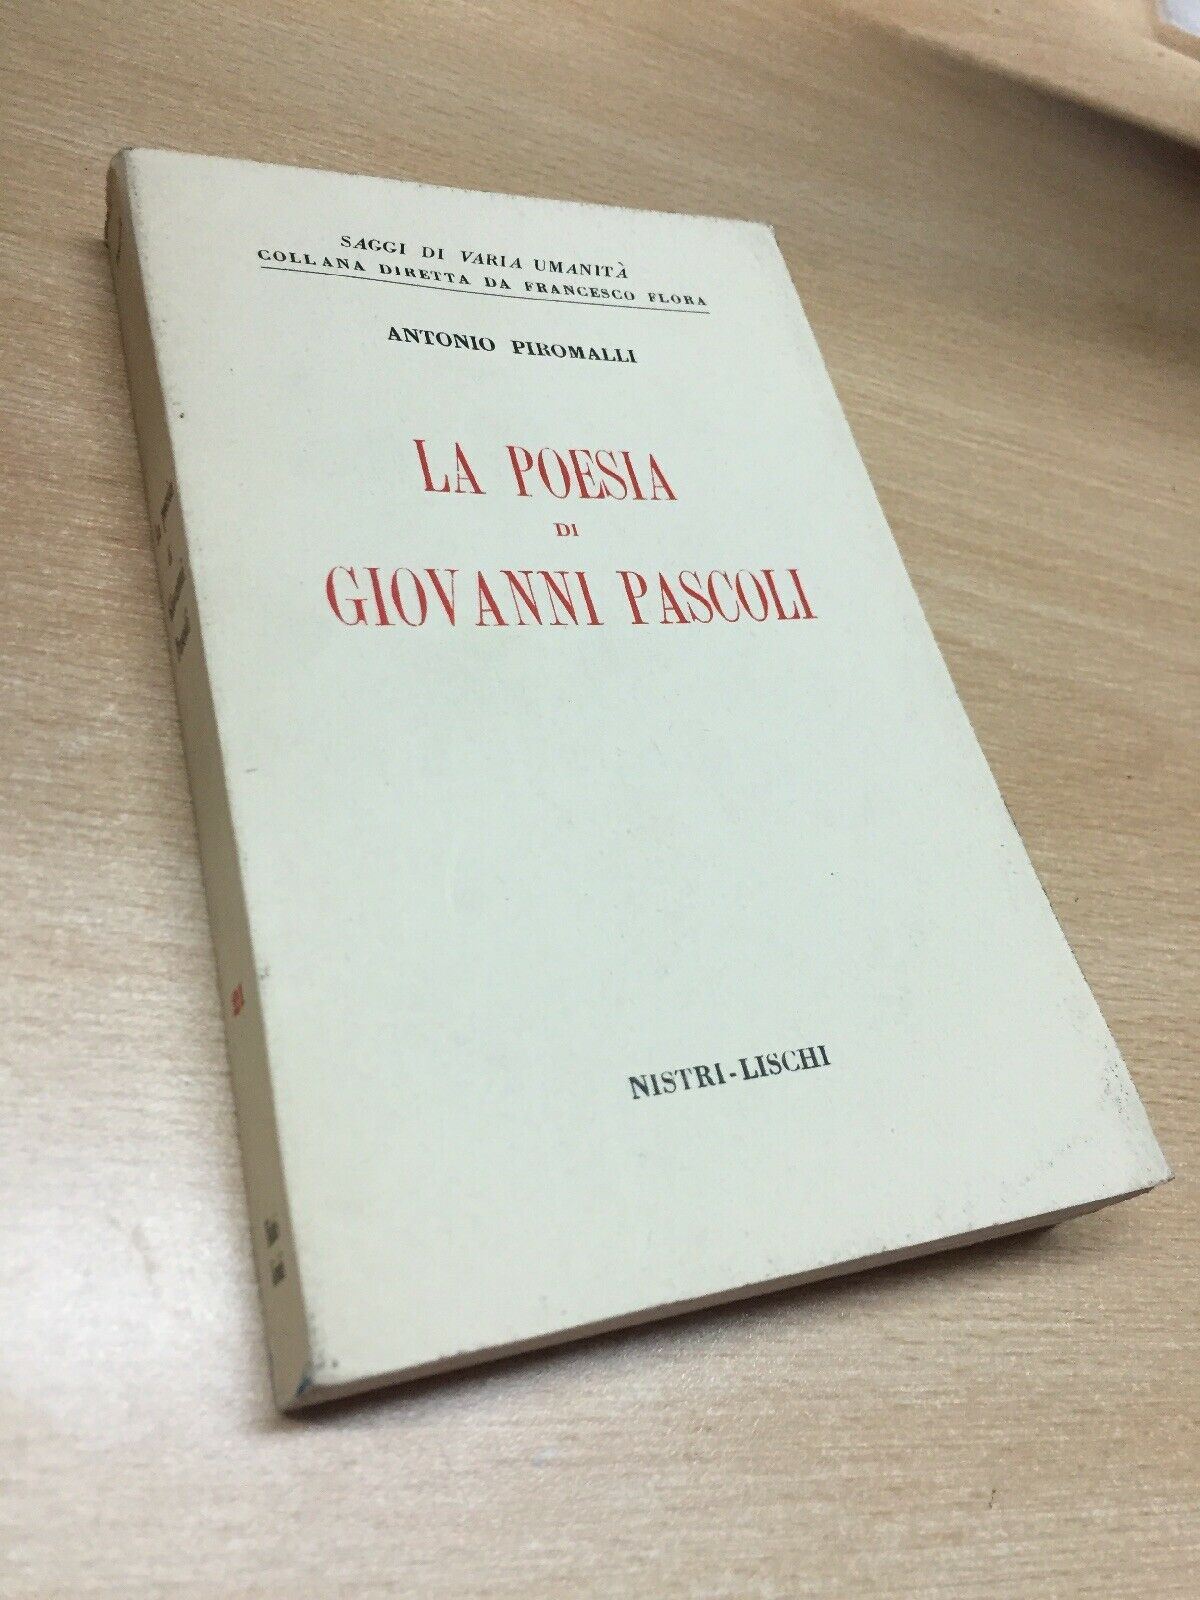 SAGGI DI VARIA UMANITÀ
COLLANA DIRETTA DA FRANCESCO FLORA
ANTONIO PIROMALLI
LA POESIA
DI
GIOVANNI PASCOLI
NISTRI-LISCHI